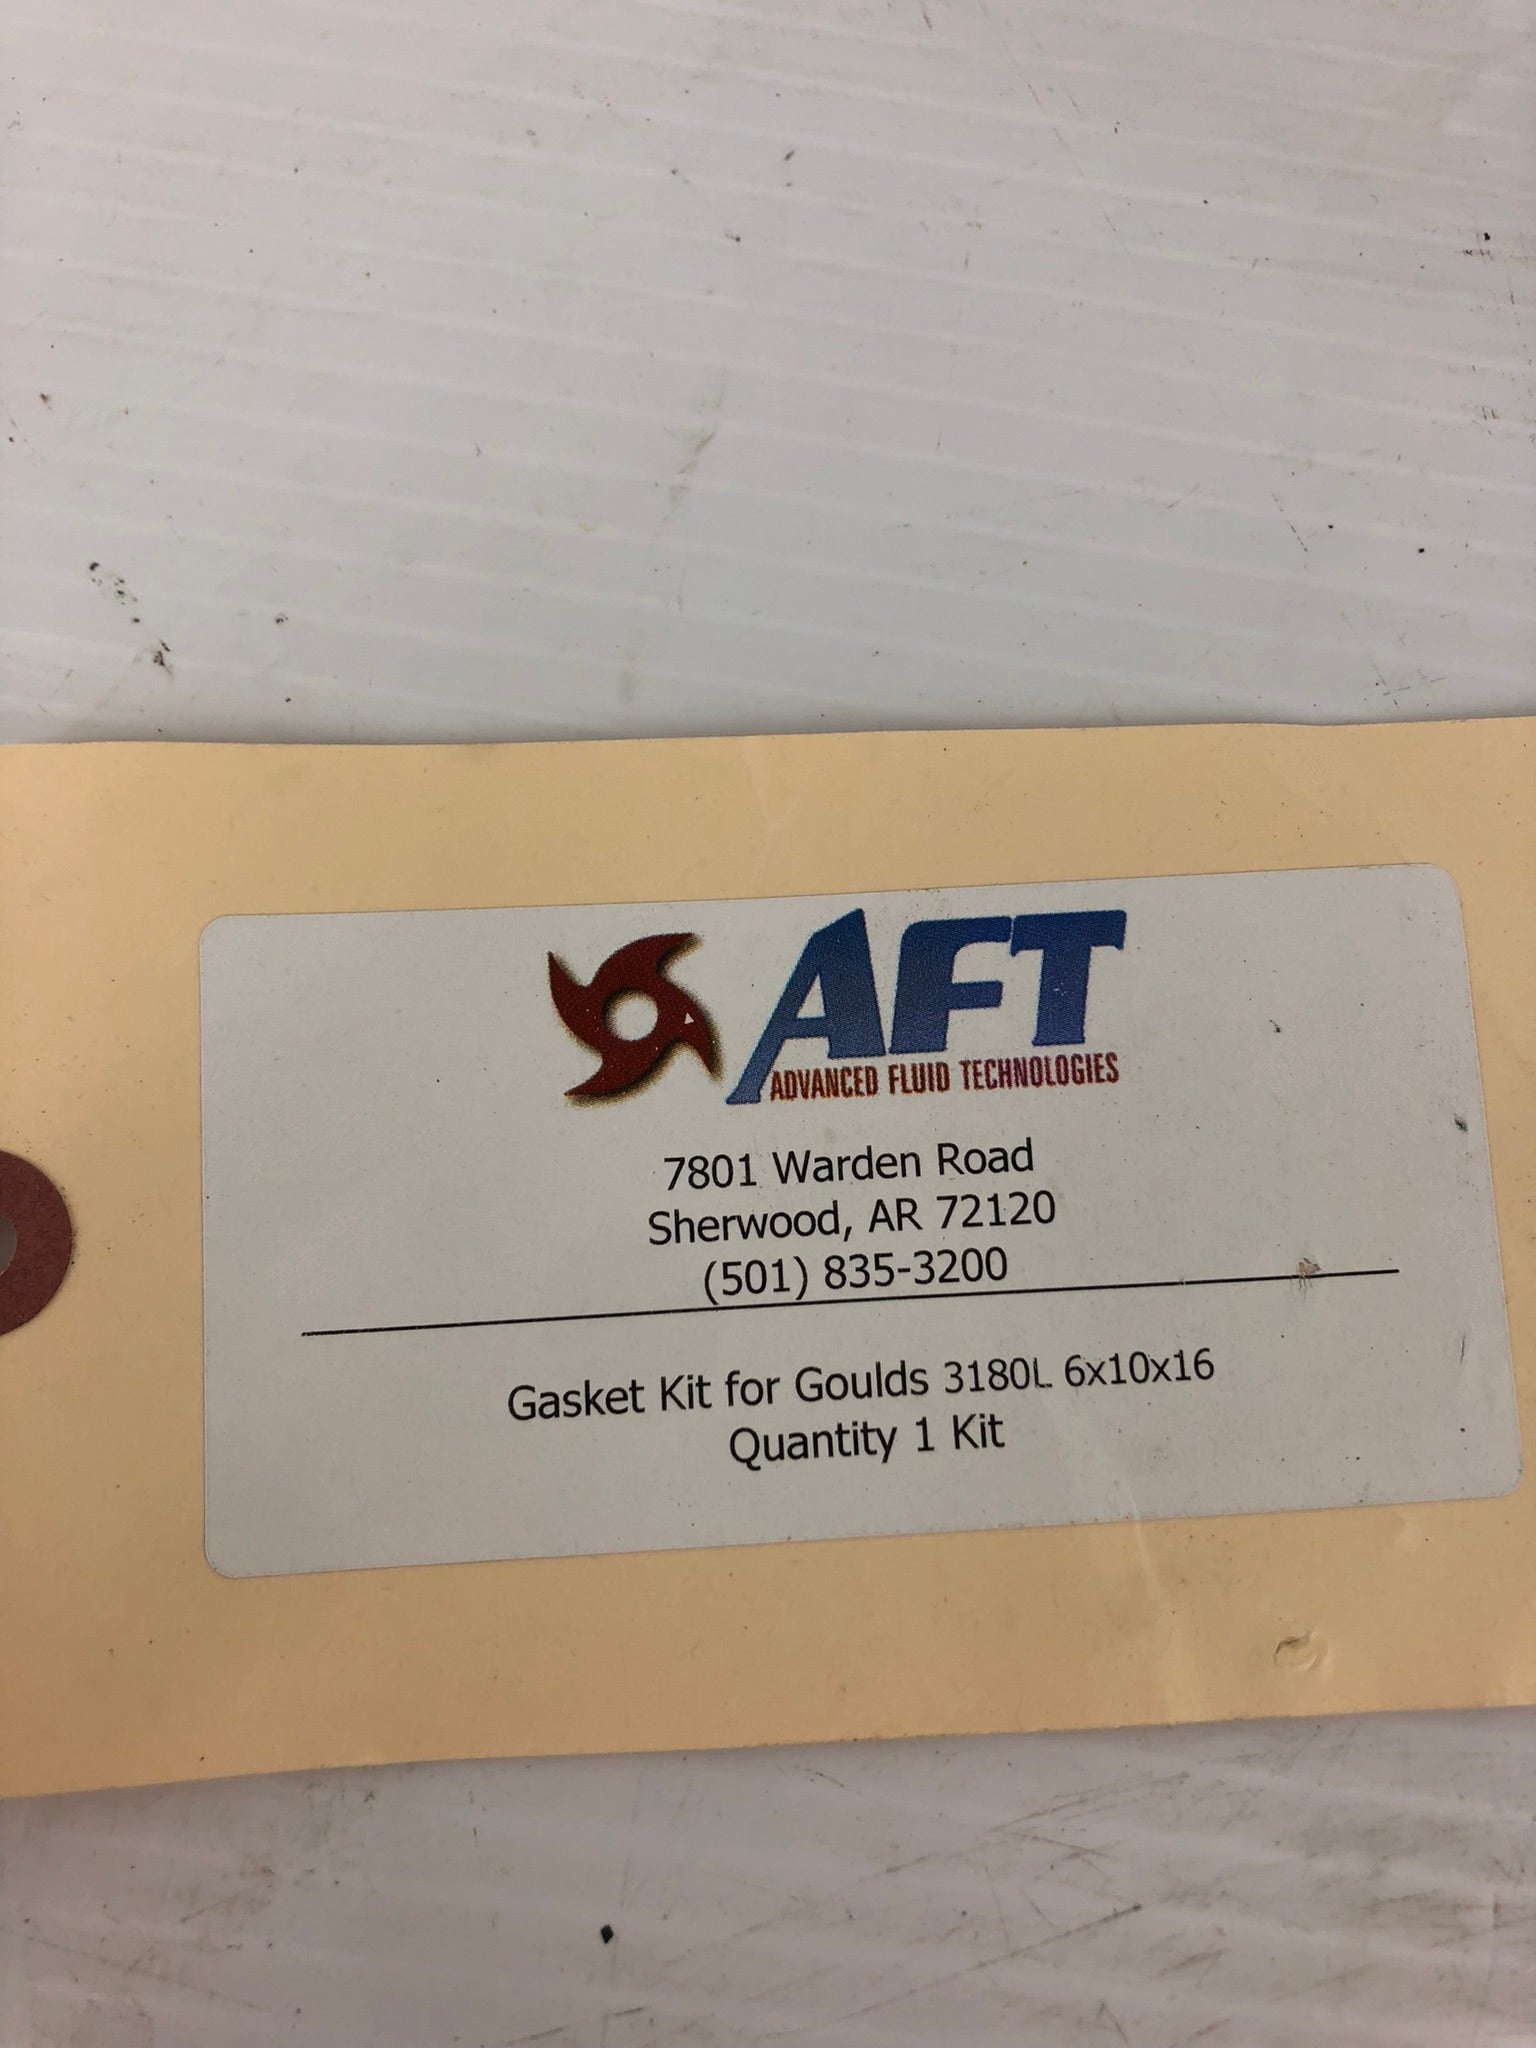 AFT
ADVANCED FLUID TECHNOLOGIES
7801 Warden Road
Sherwood, AR 72120
(501) 835-3200
Gasket Kit for Goulds 3180L 6x10x16
Quantity 1 Kit